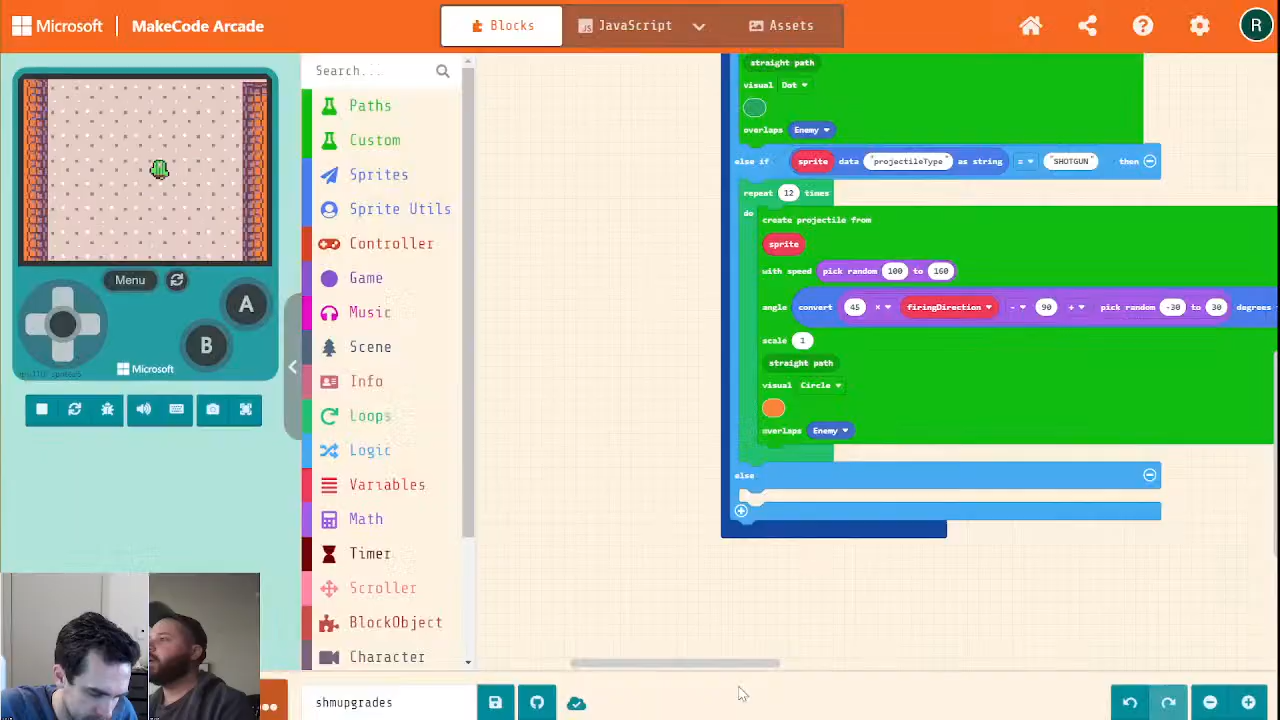 Microsoft MakeCode Arcade
Blocks JavaScript Assets
R
Search...
Paths
Custom
Sprites
Sprite Utils
Controller
Game
Music
Scene
Info
Loops
Logic
Variables
Math
Timer
Scroller
BlockObject
Character
Menu
A
B
Microsoft
straight path
visual Dot
overlaps Enemy
else if sprite data "projectileType" as string = "SHOTGUN" then
repeat 12 times
do
create projectile from
sprite
with speed pick random 100 to 160
angle convert 45 × firingDirection - 90 + pick random -30 to 30 degrees
scale 1
straight path
visual Circle
overlaps Enemy
else
shmupgrades